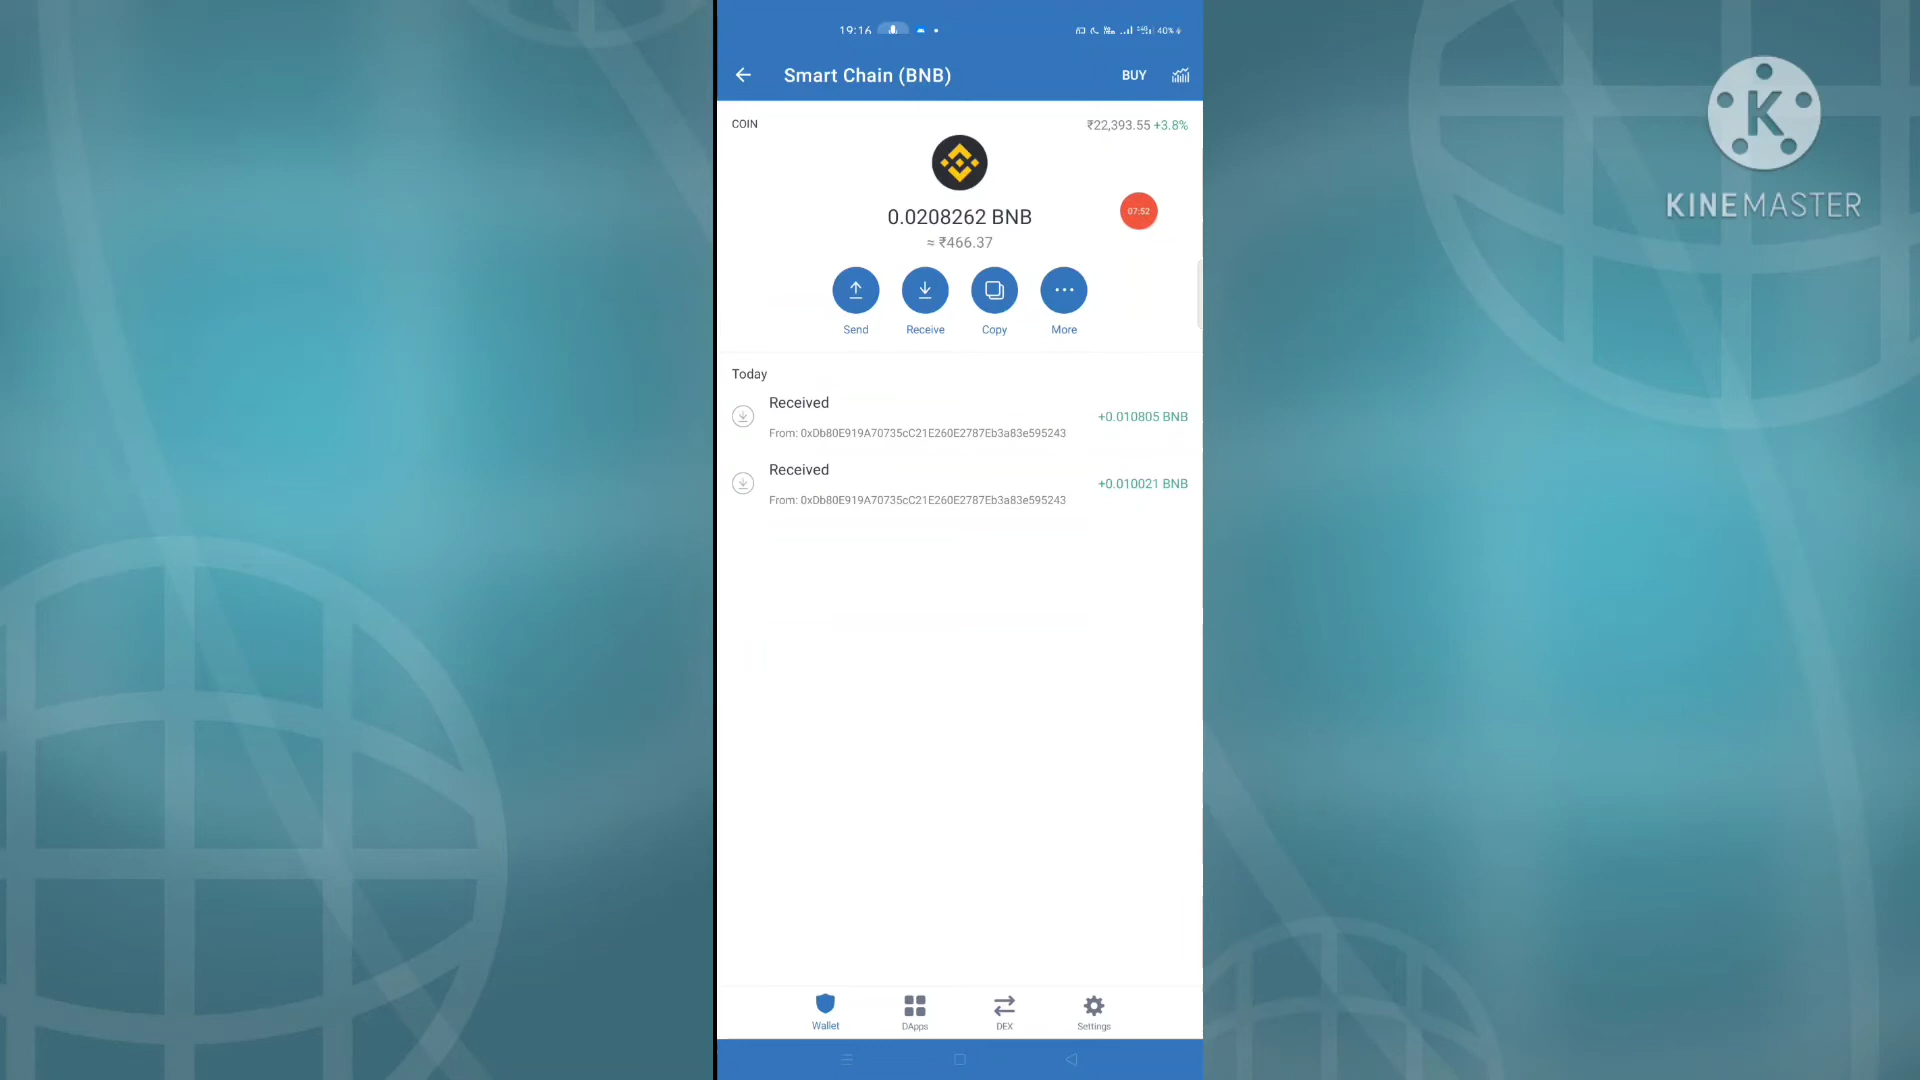 19:16 40%
Smart Chain (BNB) BUY
COIN ₹22,393.55 +3.8%
0.0208262 BNB
07:52
≈ ₹466.37
Send Receive Copy More
Today
Received
+0.010805 BNB
From: 0xDb80E919A70735cC21E260E2787Eb3a83e595243
Received
+0.010021 BNB
From: 0xDb80E919A70735cC21E260E2787Eb3a83e595243
Wallet DApps DEX Settings
K
KINEMASTER